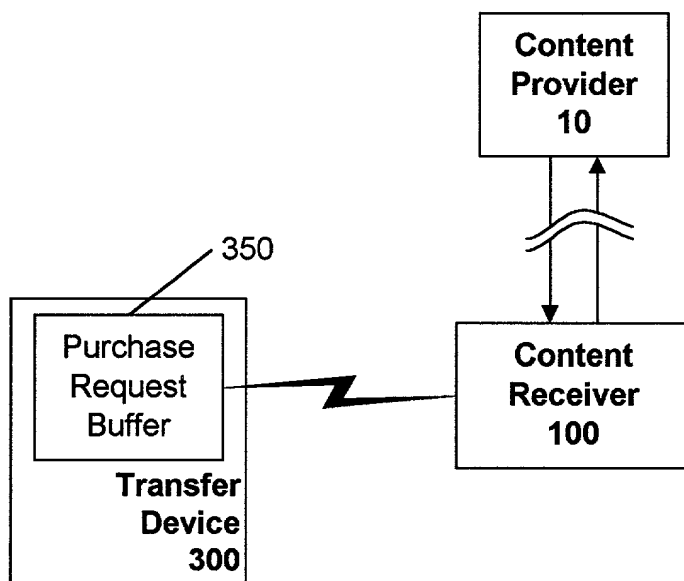 Content
Provider
10
350
Purchase
Request
Buffer
Content
Receiver
100
Transfer
Device
300